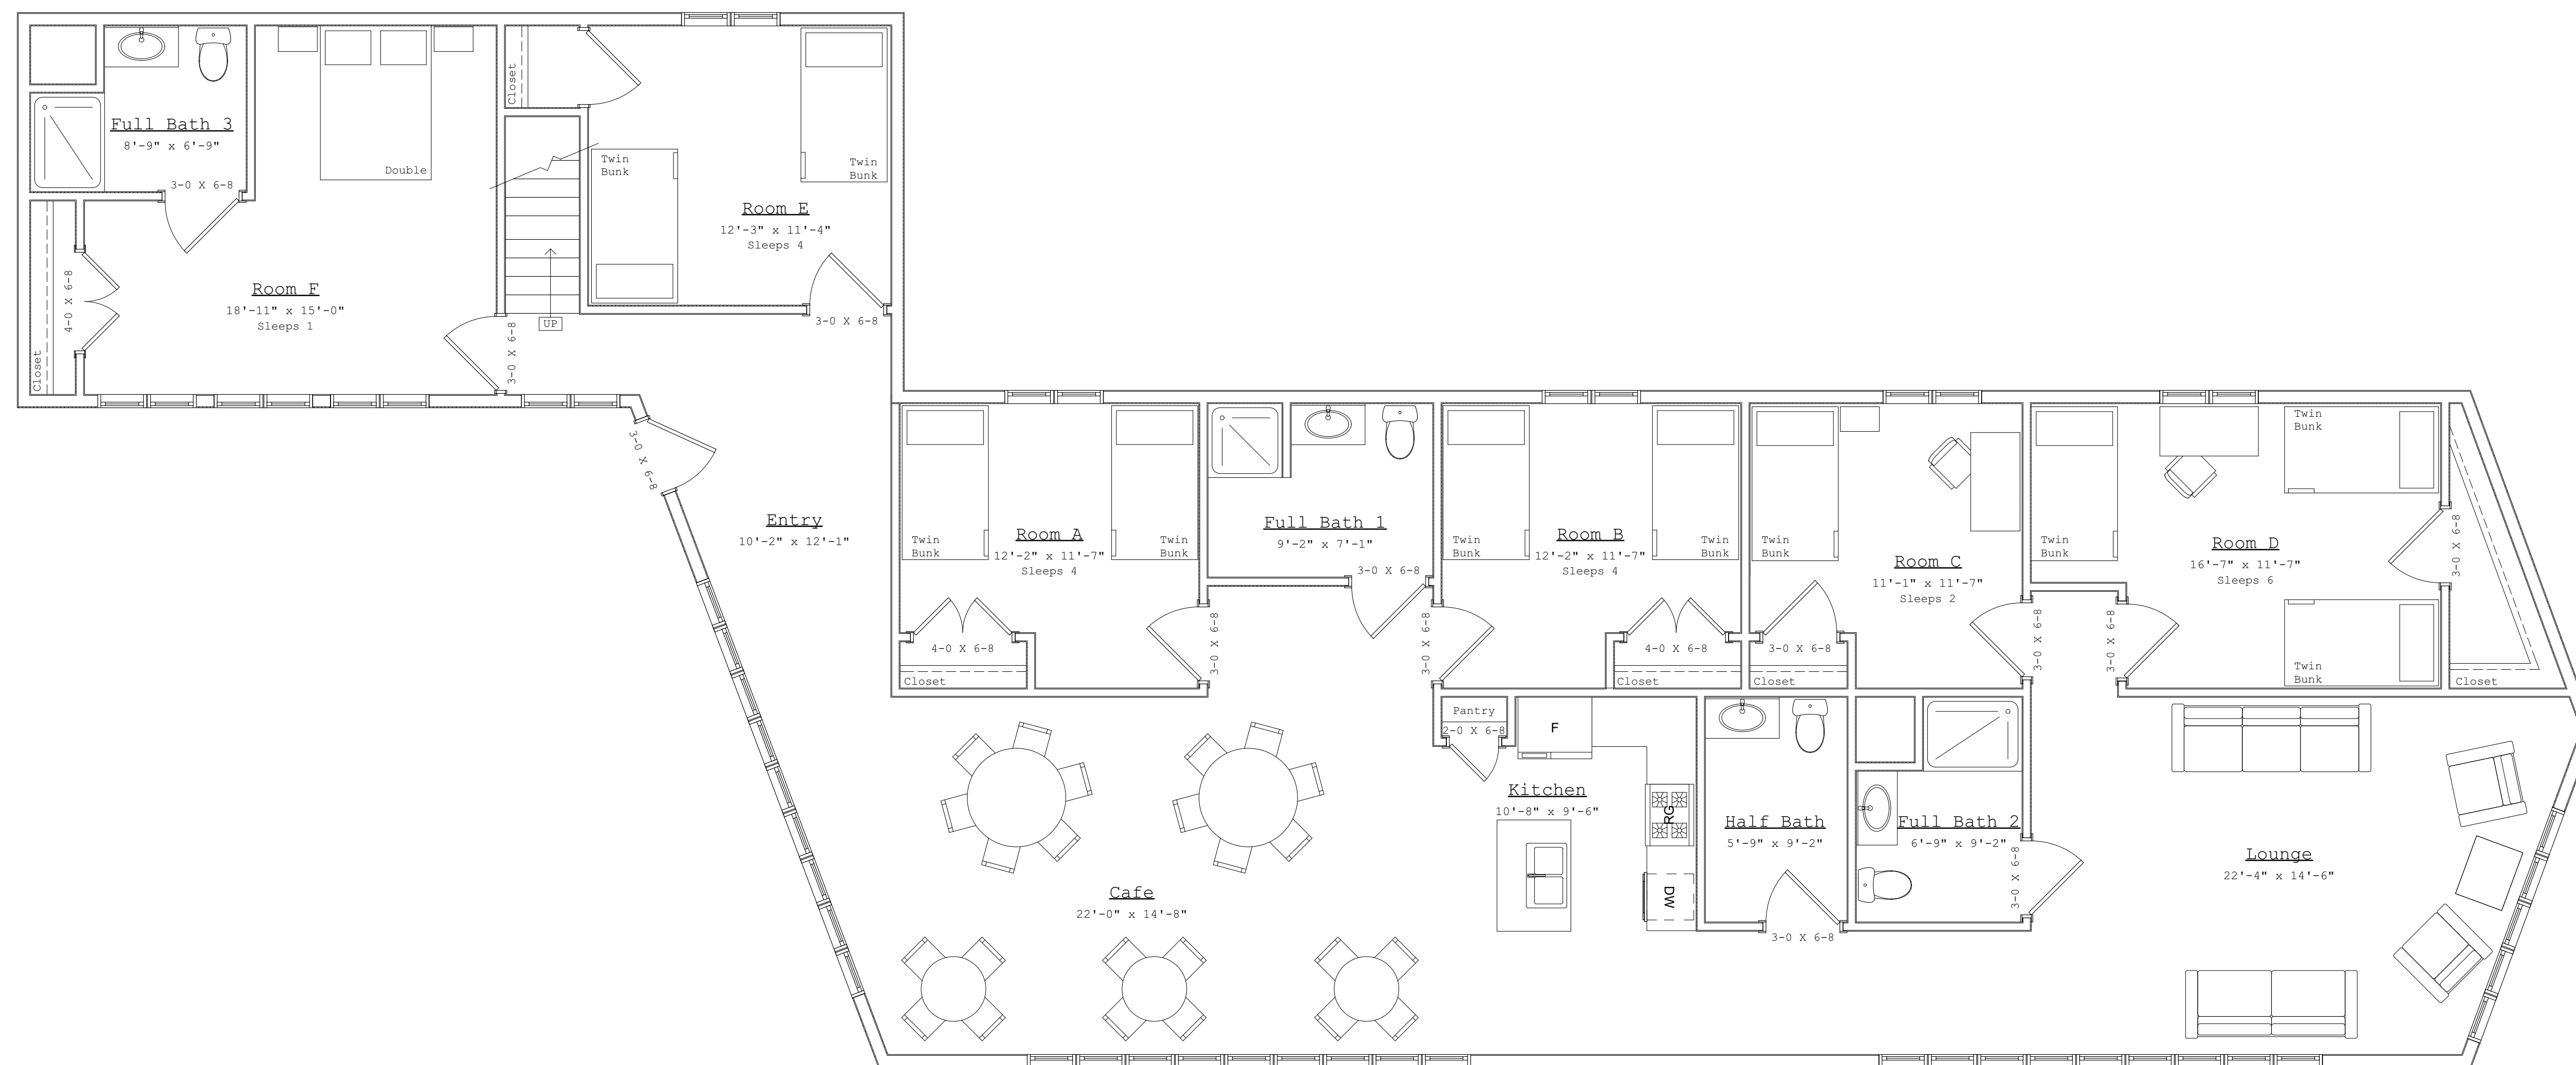 Full Bath 3
8'-9" x 6'-9"
3-0 X 6-8
Double
Closet
4-0 X 6-8
Room F
18'-11" x 15'-0"
Sleeps 1
3-0 X 6-8
UP
Closet
Twin
Bunk
Twin
Bunk
Room E
12'-3" x 11'-4"
Sleeps 4
3-0 X 6-8
3-0 X 6-8
Entry
10'-2" x 12'-1"
Twin
Bunk
Room A
12'-2" x 11'-7"
Sleeps 4
Twin
Bunk
4-0 X 6-8
Closet
3-0 X 6-8
Full Bath 1
9'-2" x 7'-1"
3-0 X 6-8
3-0 X 6-8
Twin
Bunk
Room B
12'-2" x 11'-7"
Sleeps 4
Twin
Bunk
4-0 X 6-8
Closet
Twin
Bunk
Room C
11'-1" x 11'-7"
Sleeps 2
3-0 X 6-8
Closet
3-0 X 6-8
3-0 X 6-8
Twin
Bunk
Twin
Bunk
Room D
16'-7" x 11'-7"
Sleeps 6
3-0 X 6-8
Twin
Bunk
Closet
Pantry
2-0 X 6-8
F
Kitchen
10'-8" x 9'-6"
RG
DW
Half Bath
5'-9" x 9'-2"
3-0 X 6-8
Full Bath 2
6'-9" x 9'-2"
3-0 X 6-8
Lounge
22'-4" x 14'-6"
Cafe
22'-0" x 14'-8"